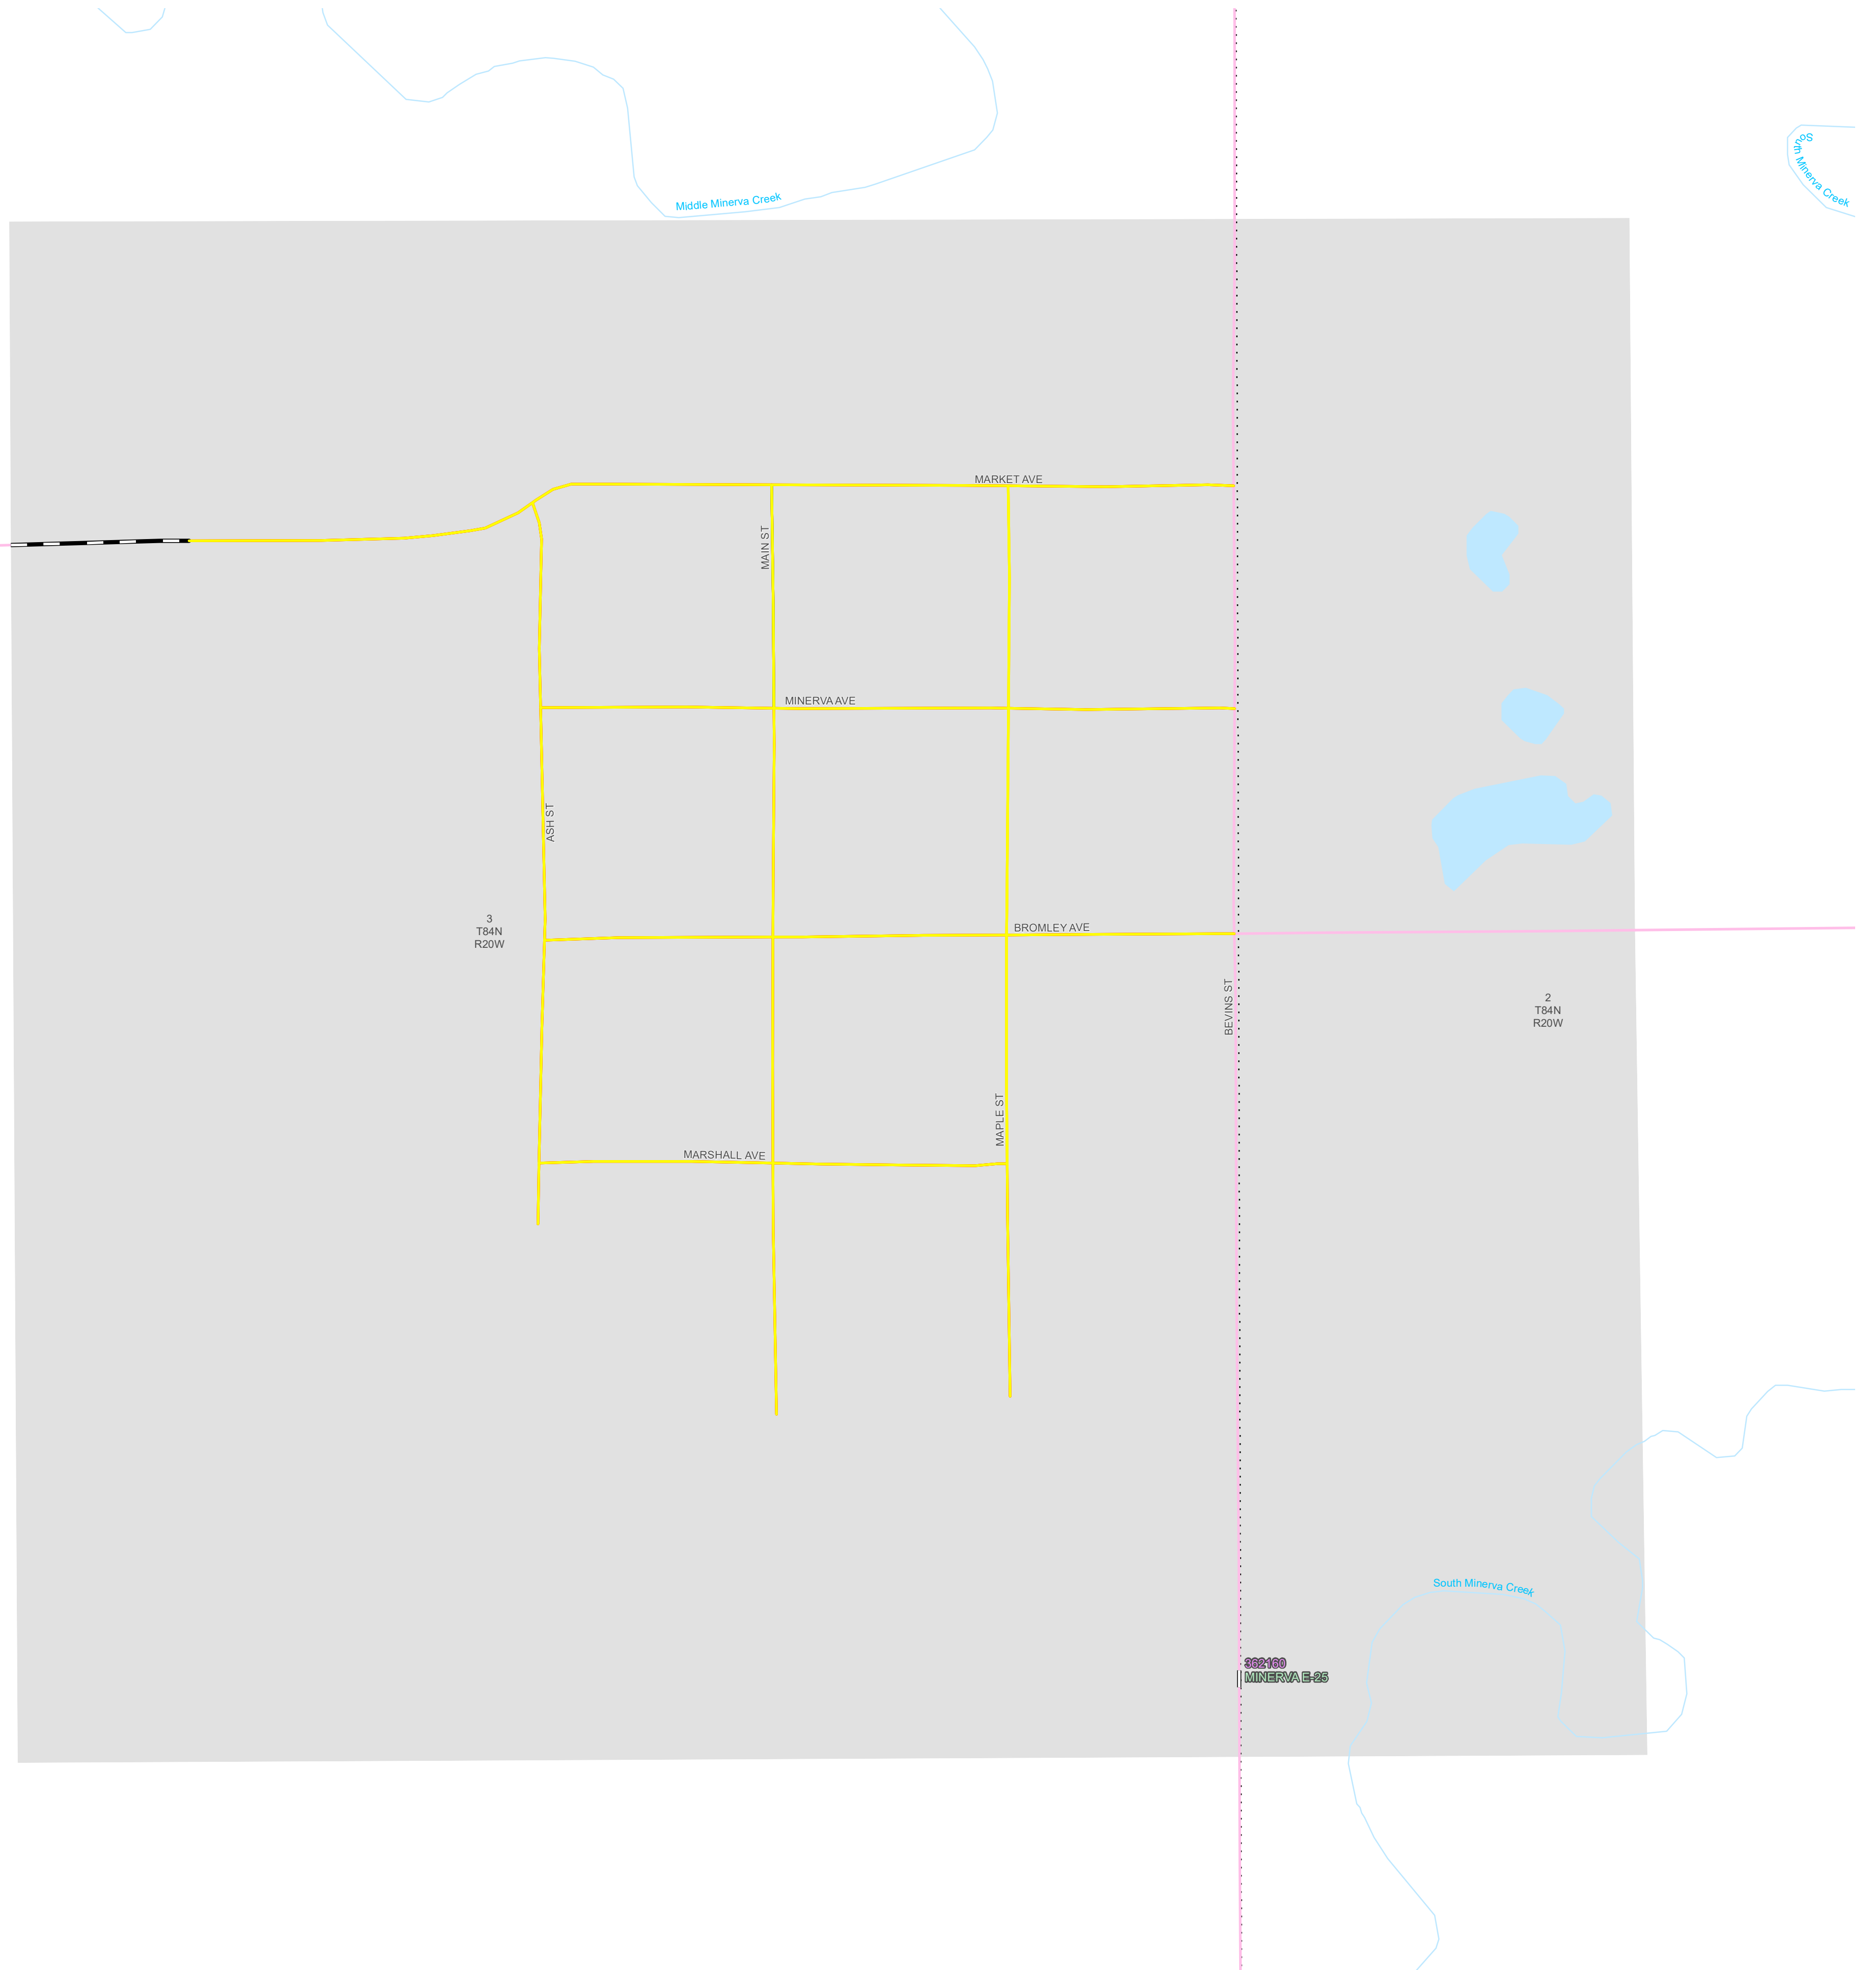 South Minerva Creek
Middle Minerva Creek
MARKET AVE
MAIN ST
MINERVA AVE
ASH ST
3
T84N
R20W
BROMLEY AVE
BEVINS ST
2
T84N
R20W
MAPLE ST
MARSHALL AVE
South Minerva Creek
362160
MINERVA E-25